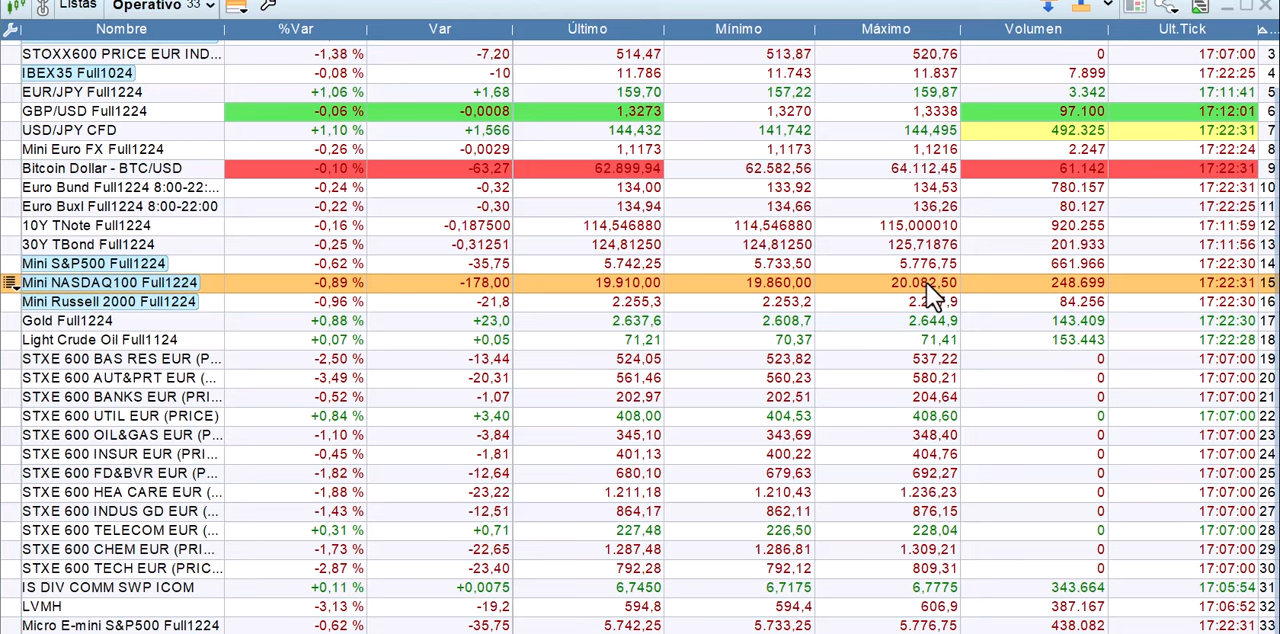 Listas Operativo 33
Nombre %Var Var Último Mínimo Máximo Volumen Ult.Tick
STOXX600 PRICE EUR IND... -1,38 % -7,20 514,47 513,87 520,76 0 17:07:00 3
IBEX35 Full1024 -0,08 % -10 11.786 11.743 11.837 7.899 17:22:25 4
EUR/JPY Full1224 +1,06 % +1,68 159,70 157,22 159,87 3.342 17:11:41 5
GBP/USD Full1224 -0,06 % -0,0008 1,3273 1,3270 1,3338 97.100 17:12:01 6
USD/JPY CFD +1,10 % +1,566 144,432 141,742 144,495 492.325 17:22:31 7
Mini Euro FX Full1224 -0,26 % -0,0029 1,1173 1,1173 1,1216 2.247 17:22:24 8
Bitcoin Dollar - BTC/USD -0,10 % -63,27 62.899,94 62.582,56 64.112,45 61.142 17:22:31 9
Euro Bund Full1224 8:00-22:... -0,24 % -0,32 134,00 133,92 134,53 780.157 17:22:31 10
Euro Buxl Full1224 8:00-22:00 -0,22 % -0,30 134,94 134,66 136,26 80.127 17:22:25 11
10Y TNote Full1224 -0,16 % -0,187500 114,546880 114,546880 115,000010 920.255 17:11:59 12
30Y TBond Full1224 -0,25 % -0,31251 124,81250 124,81250 125,71876 201.933 17:11:56 13
Mini S&P500 Full1224 -0,62 % -35,75 5.742,25 5.733,50 5.776,75 661.966 17:22:30 14
Mini NASDAQ100 Full1224 -0,89 % -178,00 19.910,00 19.860,00 20.082,50 248.699 17:22:31 15
Mini Russell 2000 Full1224 -0,96 % -21,8 2.255,3 2.253,2 84.256 17:22:30 16
Gold Full1224 +0,88 % +23,0 2.637,6 2.608,7 2.644,9 143.409 17:22:30 17
Light Crude Oil Full1124 +0,07 % +0,05 71,21 70,37 71,41 153.443 17:22:28 18
STXE 600 BAS RES EUR (P... -2,50 % -13,44 524,05 523,82 537,22 0 17:07:00 19
STXE 600 AUT&PRT EUR (... -3,49 % -20,31 561,46 560,23 580,21 0 17:07:00 20
STXE 600 BANKS EUR (PRI... -0,52 % -1,07 202,97 202,51 204,64 0 17:07:00 21
STXE 600 UTIL EUR (PRICE) +0,84 % +3,40 408,00 404,53 408,60 0 17:07:00 22
STXE 600 OIL&GAS EUR (P... -1,10 % -3,84 345,10 343,69 348,40 0 17:07:00 23
STXE 600 INSUR EUR (PRI... -0,45 % -1,81 401,13 400,22 404,76 0 17:07:00 24
STXE 600 FD&BVR EUR (P... -1,82 % -12,64 680,10 679,63 692,27 0 17:07:00 25
STXE 600 HEA CARE EUR (... -1,88 % -23,22 1.211,18 1.210,43 1.236,23 0 17:07:00 26
STXE 600 INDUS GD EUR (... -1,43 % -12,51 864,17 862,11 876,15 0 17:07:00 27
STXE 600 TELECOM EUR (... +0,31 % +0,71 227,48 226,50 228,04 0 17:07:00 28
STXE 600 CHEM EUR (PRI... -1,73 % -22,65 1.287,48 1.286,81 1.309,21 0 17:07:00 29
STXE 600 TECH EUR (PRIC... -2,87 % -23,40 792,28 792,12 809,31 0 17:07:00 30
IS DIV COMM SWP ICOM +0,11 % +0,0075 6,7450 6,7175 6,7775 343.664 17:05:54 31
LVMH -3,13 % -19,2 594,8 594,4 606,9 387.167 17:06:52 32
Micro E-mini S&P500 Full1224 -0,62 % -35,75 5.742,25 5.733,25 5.776,75 438.082 17:22:31 33